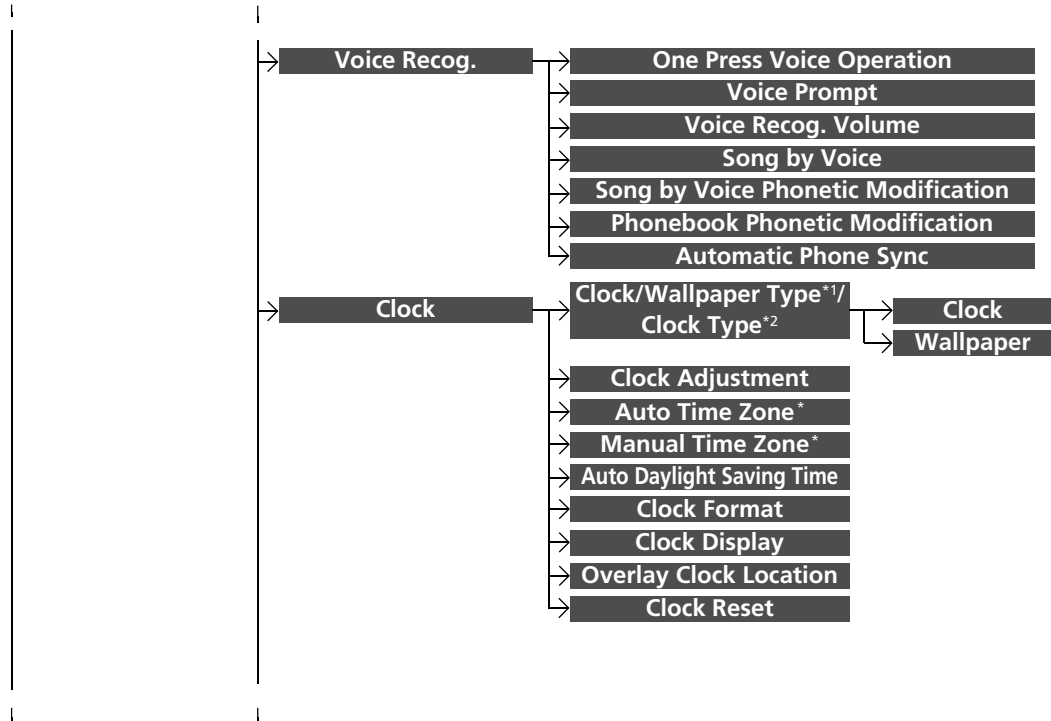 Voice Recog.
One Press Voice Operation
Voice Prompt
Voice Recog. Volume
Song by Voice
Song by Voice Phonetic Modification
Phonebook Phonetic Modification
Automatic Phone Sync
Clock
Clock/Wallpaper Type*1/
Clock Type*2
Clock
Wallpaper
Clock Adjustment
Auto Time Zone*
Manual Time Zone*
Auto Daylight Saving Time
Clock Format
Clock Display
Overlay Clock Location
Clock Reset